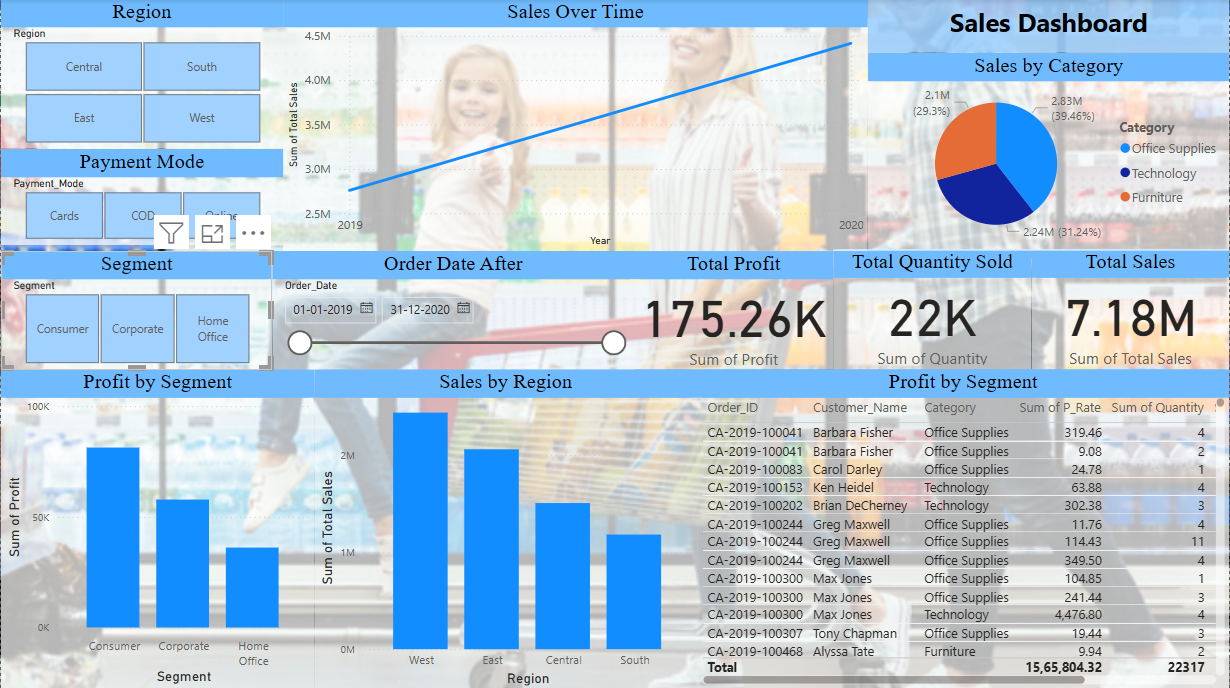 Region
Region
Central
South
East
West
Payment Mode
Payment_Mode
Cards
COD
Online
Sales Over Time
Sum of Total Sales
4.5M
4.0M
3.5M
3.0M
2.5M
2019
2020
Year
Sales Dashboard
Sales by Category
2.1M
(29.3%)
2.83M
(39.46%)
2.24M (31.24%)
Category
Office Supplies
Technology
Furniture
Segment
Segment
Consumer
Corporate
Home
Office
Order Date After
Order_Date
01-01-2019
31-12-2020
Total Profit
175.26K
Sum of Profit
Total Quantity Sold
22K
Sum of Quantity
Total Sales
7.18M
Sum of Total Sales
Profit by Segment
Sum of Profit
100K
50K
0K
Consumer
Corporate
Home
Office
Segment
Sales by Region
Sum of Total Sales
2M
1M
0M
West
East
Central
South
Region
Profit by Segment
Order_ID Customer_Name Category Sum of P_Rate Sum of Quantity
CA-2019-100041 Barbara Fisher Office Supplies 319.46 4
CA-2019-100041 Barbara Fisher Office Supplies 9.08 2
CA-2019-100083 Carol Darley Office Supplies 24.78 1
CA-2019-100153 Ken Heidel Technology 63.88 4
CA-2019-100202 Brian DeCherney Technology 302.38 3
CA-2019-100244 Greg Maxwell Office Supplies 11.76 4
CA-2019-100244 Greg Maxwell Office Supplies 114.43 11
CA-2019-100244 Greg Maxwell Office Supplies 349.50 4
CA-2019-100300 Max Jones Office Supplies 104.85 1
CA-2019-100300 Max Jones Office Supplies 241.44 3
CA-2019-100300 Max Jones Technology 4,476.80 4
CA-2019-100307 Tony Chapman Office Supplies 19.44 3
CA-2019-100468 Alyssa Tate Furniture 9.94 2
Total 15,65,804.32 22317